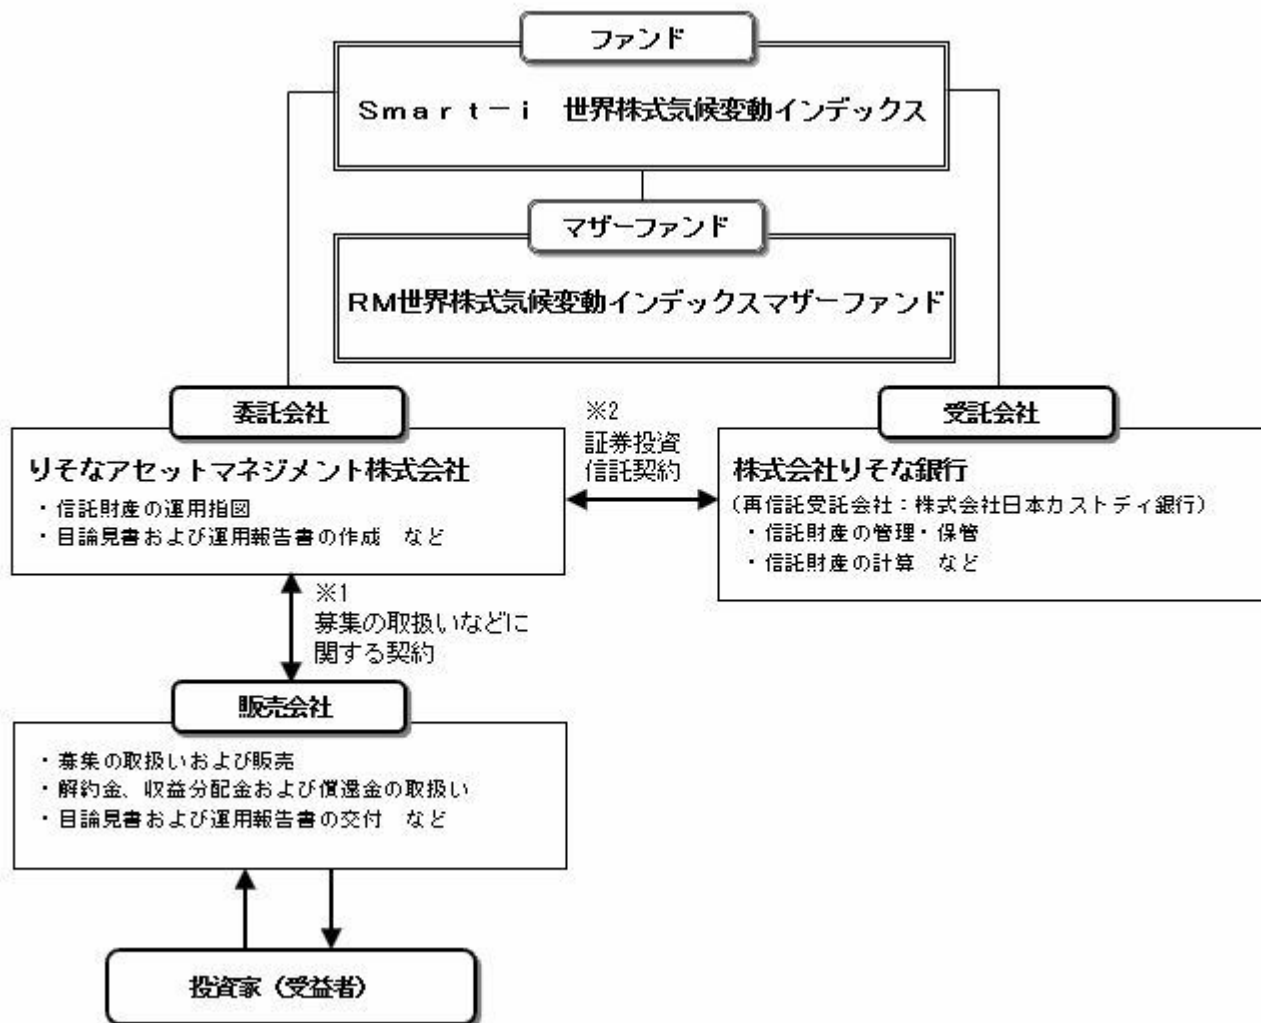 ファンド
Smart－i　世界株式気候変動インデックス
マザーファンド
RM世界株式気候変動インデックスマザーファンド
委託会社
りそなアセットマネジメント株式会社
・信託財産の運用指図
・目論見書および運用報告書の作成　など
※2
証券投資
信託契約
受託会社
株式会社りそな銀行
（再信託受託会社：株式会社日本カストディ銀行）
・信託財産の管理・保管
・信託財産の計算　など
※1
募集の取扱いなどに
関する契約
販売会社
・募集の取扱いおよび販売
・解約金、収益分配金および償還金の取扱い
・目論見書および運用報告書の交付　など
投資家（受益者）